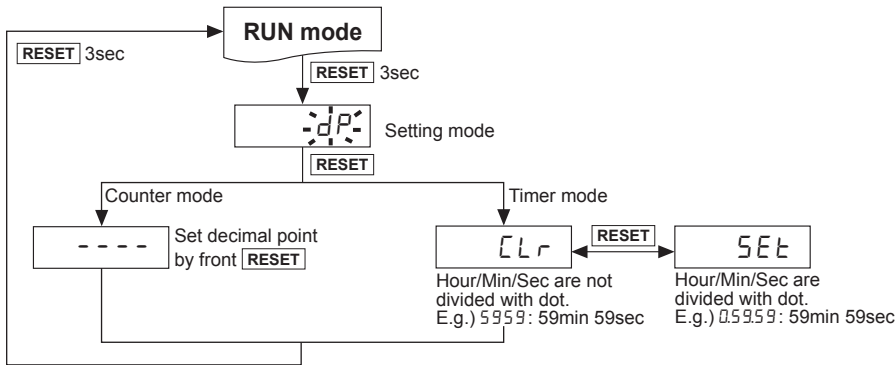 RUN mode
RESET 3sec
RESET 3sec
dP
Setting mode
RESET
Counter mode
Timer mode
- - - -
Set decimal point
by front RESET
CLr
RESET
SEt
Hour/Min/Sec are not
divided with dot.
E.g.) 5959: 59min 59sec
Hour/Min/Sec are
divided with dot.
E.g.) 0.59.59: 59min 59sec